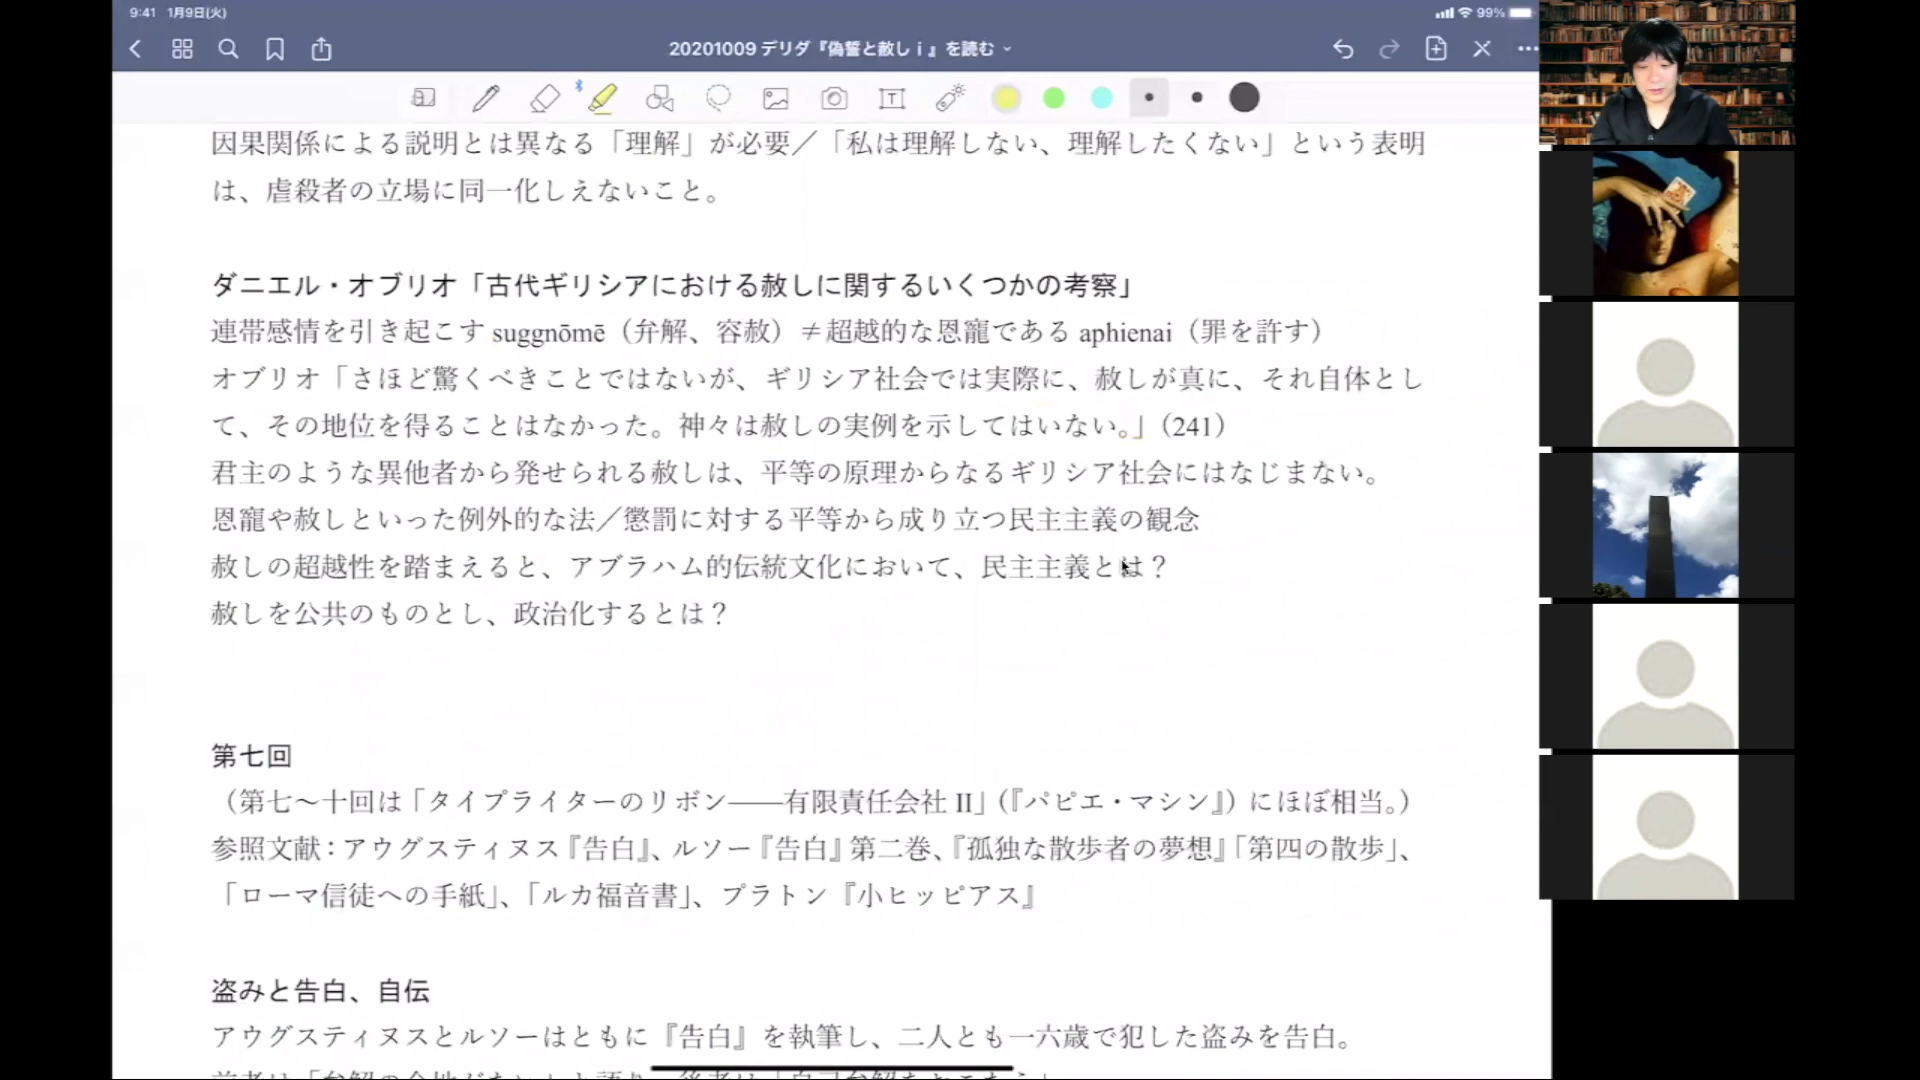 9:41 1月9日(火)
99%
20201009 デリダ『偽誓と赦しⅰ』を読む
因果関係による説明とは異なる「理解」が必要／「私は理解しない、理解したくない」という表明
は、虐殺者の立場に同一化しえないこと。
ダニエル・オブリオ「古代ギリシアにおける赦しに関するいくつかの考察」
連帯感情を引き起こす suggnōmē（弁解、容赦）≠超越的な恩寵である aphienai（罪を許す）
オブリオ「さほど驚くべきことではないが、ギリシア社会では実際に、赦しが真に、それ自体とし
て、その地位を得ることはなかった。神々は赦しの実例を示してはいない。」（241）
君主のような異他者から発せられる赦しは、平等の原理からなるギリシア社会にはなじまない。
恩寵や赦しといった例外的な法／懲罰に対する平等から成り立つ民主主義の観念
赦しの超越性を踏まえると、アブラハム的伝統文化において、民主主義とは？
赦しを公共のものとし、政治化するとは？
第七回
（第七〜十回は「タイプライターのリボン――有限責任会社 II」（『パピエ・マシン』）にほぼ相当。）
参照文献：アウグスティヌス『告白』、ルソー『告白』第二巻、『孤独な散歩者の夢想』「第四の散歩」、
「ローマ信徒への手紙」、「ルカ福音書」、プラトン『小ヒッピアス』
盗みと告白、自伝
アウグスティヌスとルソーはともに『告白』を執筆し、二人とも一六歳で犯した盗みを告白。